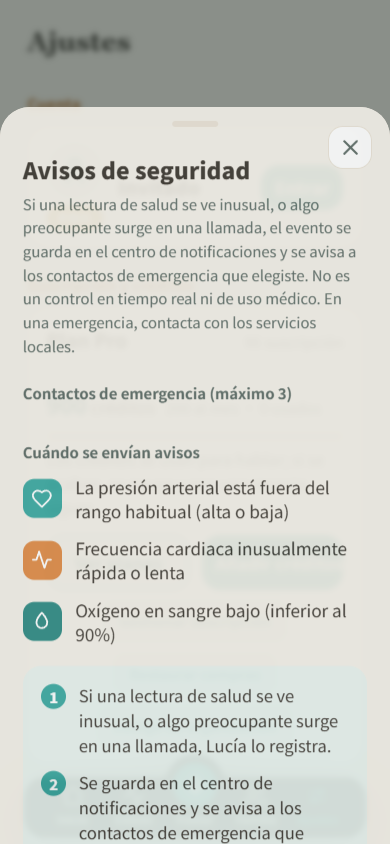 Ajustes
Cuenta
Avisos de seguridad
Si una lectura de salud se ve inusual, o algo
preocupante surge en una llamada, el evento se
guarda en el centro de notificaciones y se avisa a
los contactos de emergencia que elegiste. No es
un control en tiempo real ni de uso médico. En
una emergencia, contacta con los servicios
locales.
Contactos de emergencia (máximo 3)
Cuándo se envían avisos
La presión arterial está fuera del
rango habitual (alta o baja)
Frecuencia cardiaca inusualmente
rápida o lenta
Oxígeno en sangre bajo (inferior al
90%)
1 Si una lectura de salud se ve
inusual, o algo preocupante surge
en una llamada, Lucía lo registra.
2 Se guarda en el centro de
notificaciones y se avisa a los
contactos de emergencia que